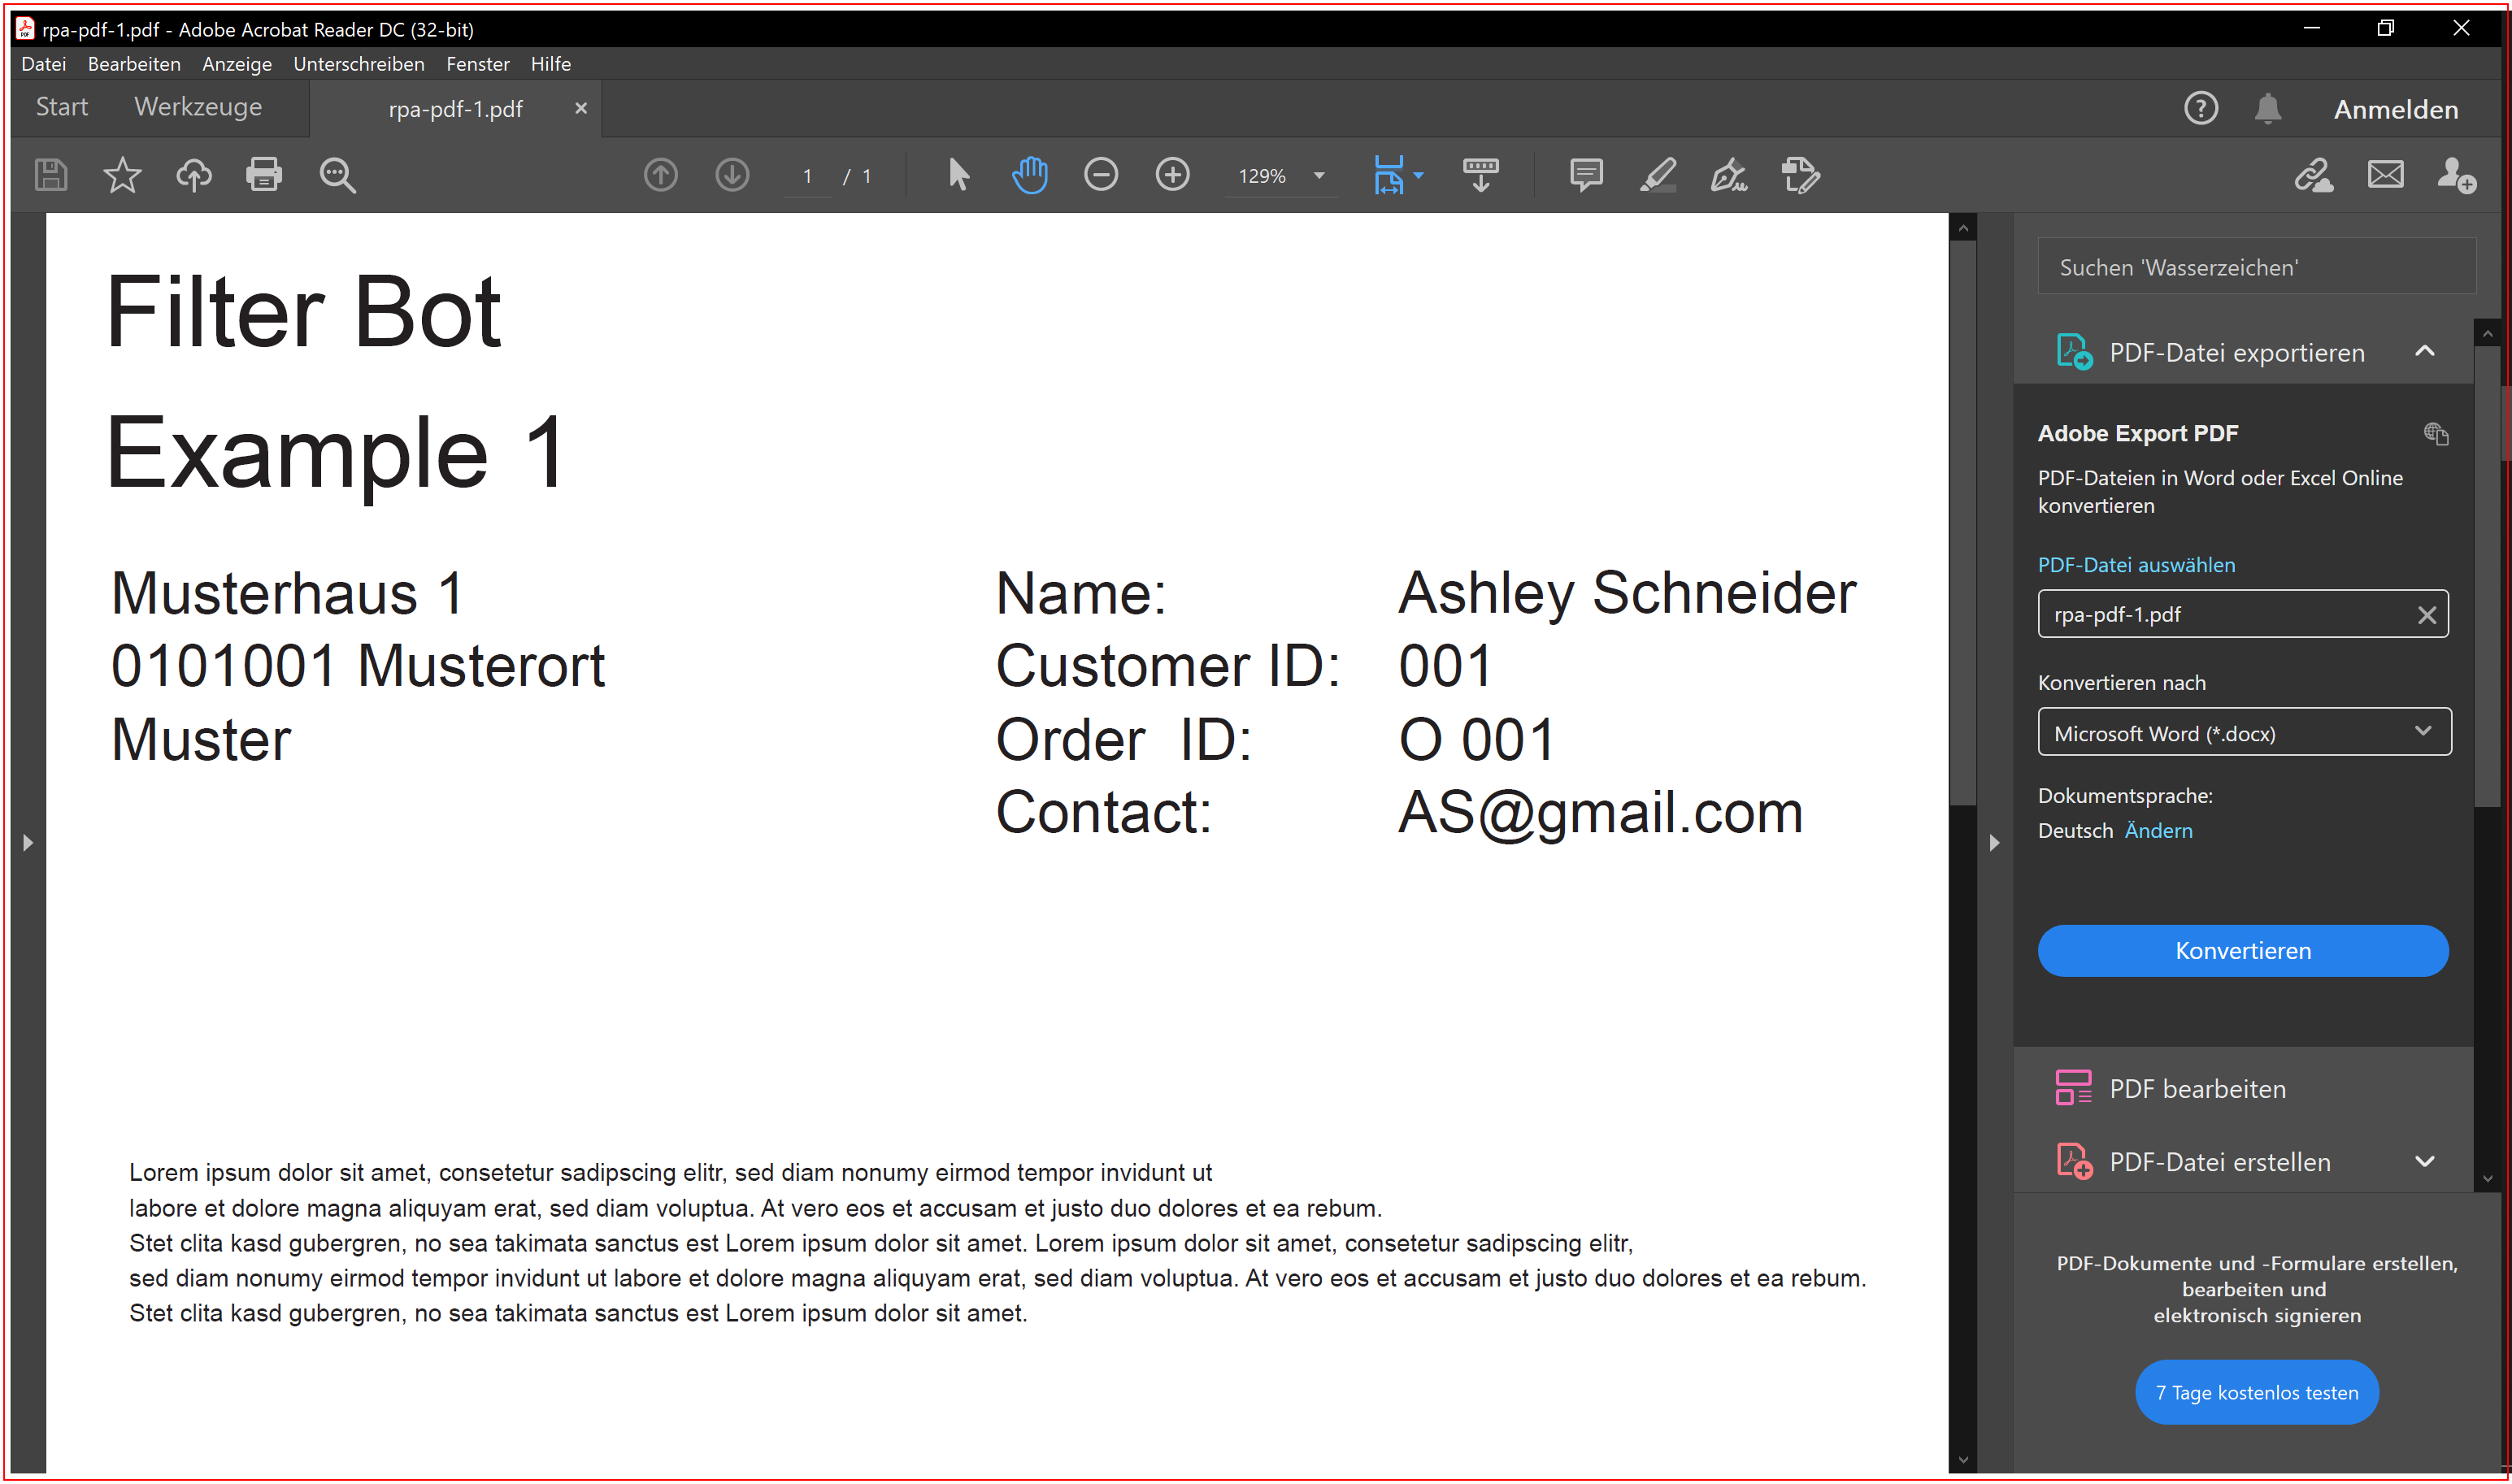 rpa-pdf-1.pdf - Adobe Acrobat Reader DC (32-bit)
Datei Bearbeiten Anzeige Unterschreiben Fenster Hilfe
Start Werkzeuge rpa-pdf-1.pdf Anmelden
1 / 1 129%
Filter Bot
Example 1
Musterhaus 1
0101001 Musterort
Muster
Name: Ashley Schneider
Customer ID: 001
Order ID: O 001
Contact: AS@gmail.com
Lorem ipsum dolor sit amet, consetetur sadipscing elitr, sed diam nonumy eirmod tempor invidunt ut
labore et dolore magna aliquyam erat, sed diam voluptua. At vero eos et accusam et justo duo dolores et ea rebum.
Stet clita kasd gubergren, no sea takimata sanctus est Lorem ipsum dolor sit amet. Lorem ipsum dolor sit amet, consetetur sadipscing elitr,
sed diam nonumy eirmod tempor invidunt ut labore et dolore magna aliquyam erat, sed diam voluptua. At vero eos et accusam et justo duo dolores et ea rebum.
Stet clita kasd gubergren, no sea takimata sanctus est Lorem ipsum dolor sit amet.
Suchen 'Wasserzeichen'
PDF-Datei exportieren
Adobe Export PDF
PDF-Dateien in Word oder Excel Online
konvertieren
PDF-Datei auswählen
rpa-pdf-1.pdf
Konvertieren nach
Microsoft Word (*.docx)
Dokumentsprache:
Deutsch Ändern
Konvertieren
PDF bearbeiten
PDF-Datei erstellen
PDF-Dokumente und -Formulare erstellen,
bearbeiten und
elektronisch signieren
7 Tage kostenlos testen